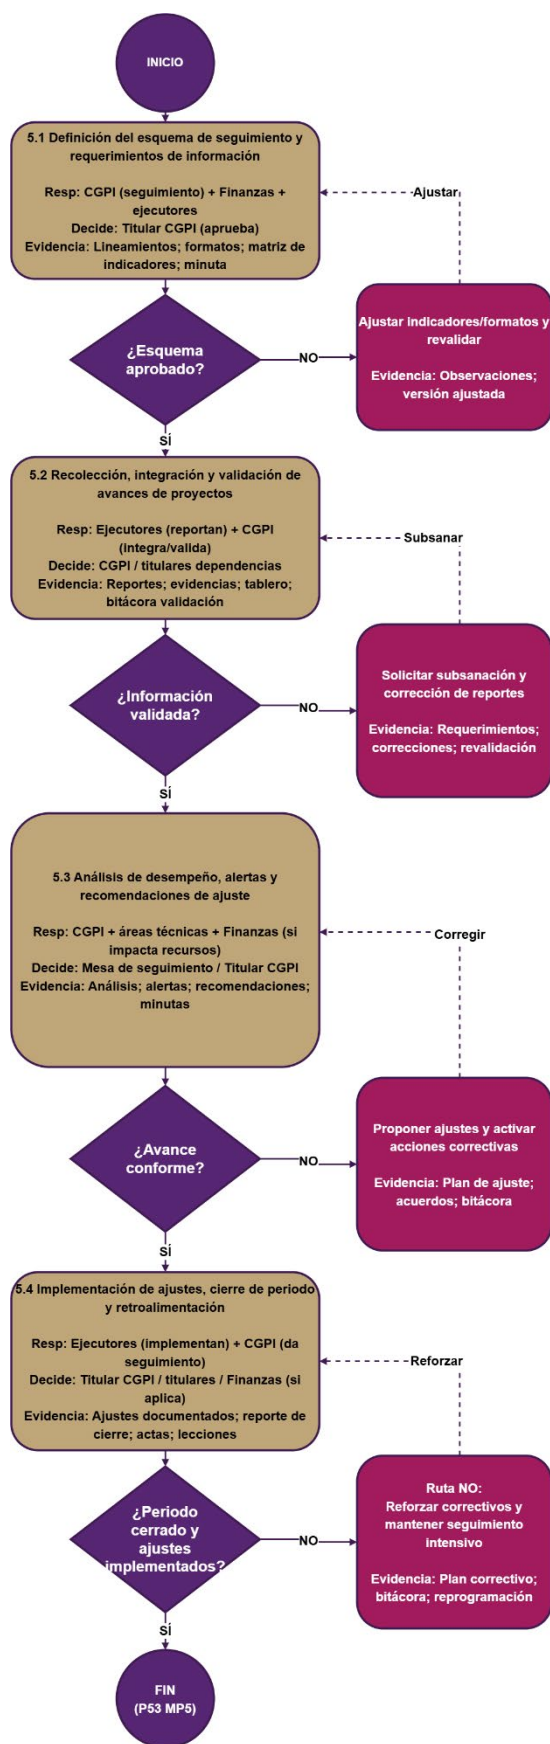 INICIO
5.1 Definición del esquema de seguimiento y
requerimientos de información
Resp: CGPI (seguimiento) + Finanzas +
ejecutores
Decide: Titular CGPI (aprueba)
Evidencia: Lineamientos; formatos; matriz de
indicadores; minuta
Ajustar
¿Esquema
aprobado?
NO
Ajustar indicadores/formatos y
revalidar
Evidencia: Observaciones;
versión ajustada
SÍ
5.2 Recolección, integración y validación de
avances de proyectos
Resp: Ejecutores (reportan) + CGPI
(integra/valida)
Decide: CGPI / titulares dependencias
Evidencia: Reportes; evidencias; tablero;
bitácora validación
Subsanar
¿Información
validada?
NO
Solicitar subsanación y
corrección de reportes
Evidencia: Requerimientos;
correcciones; revalidación
SÍ
5.3 Análisis de desempeño, alertas y
recomendaciones de ajuste
Resp: CGPI + áreas técnicas + Finanzas (si
impacta recursos)
Decide: Mesa de seguimiento / Titular CGPI
Evidencia: Análisis; alertas; recomendaciones;
minutas
Corregir
¿Avance
conforme?
NO
Proponer ajustes y activar
acciones correctivas
Evidencia: Plan de ajuste;
acuerdos; bitácora
SÍ
5.4 Implementación de ajustes, cierre de periodo
y retroalimentación
Resp: Ejecutores (implementan) + CGPI (da
seguimiento)
Decide: Titular CGPI / titulares / Finanzas (si
aplica)
Evidencia: Ajustes documentados; reporte de
cierre; actas; lecciones
Reforzar
¿Periodo
cerrado y
ajustes
implementados?
NO
Ruta NO:
Reforzar correctivos y
mantener seguimiento
intensivo
Evidencia: Plan correctivo;
bitácora; reprogramación
SÍ
FIN
(P53 MP5)